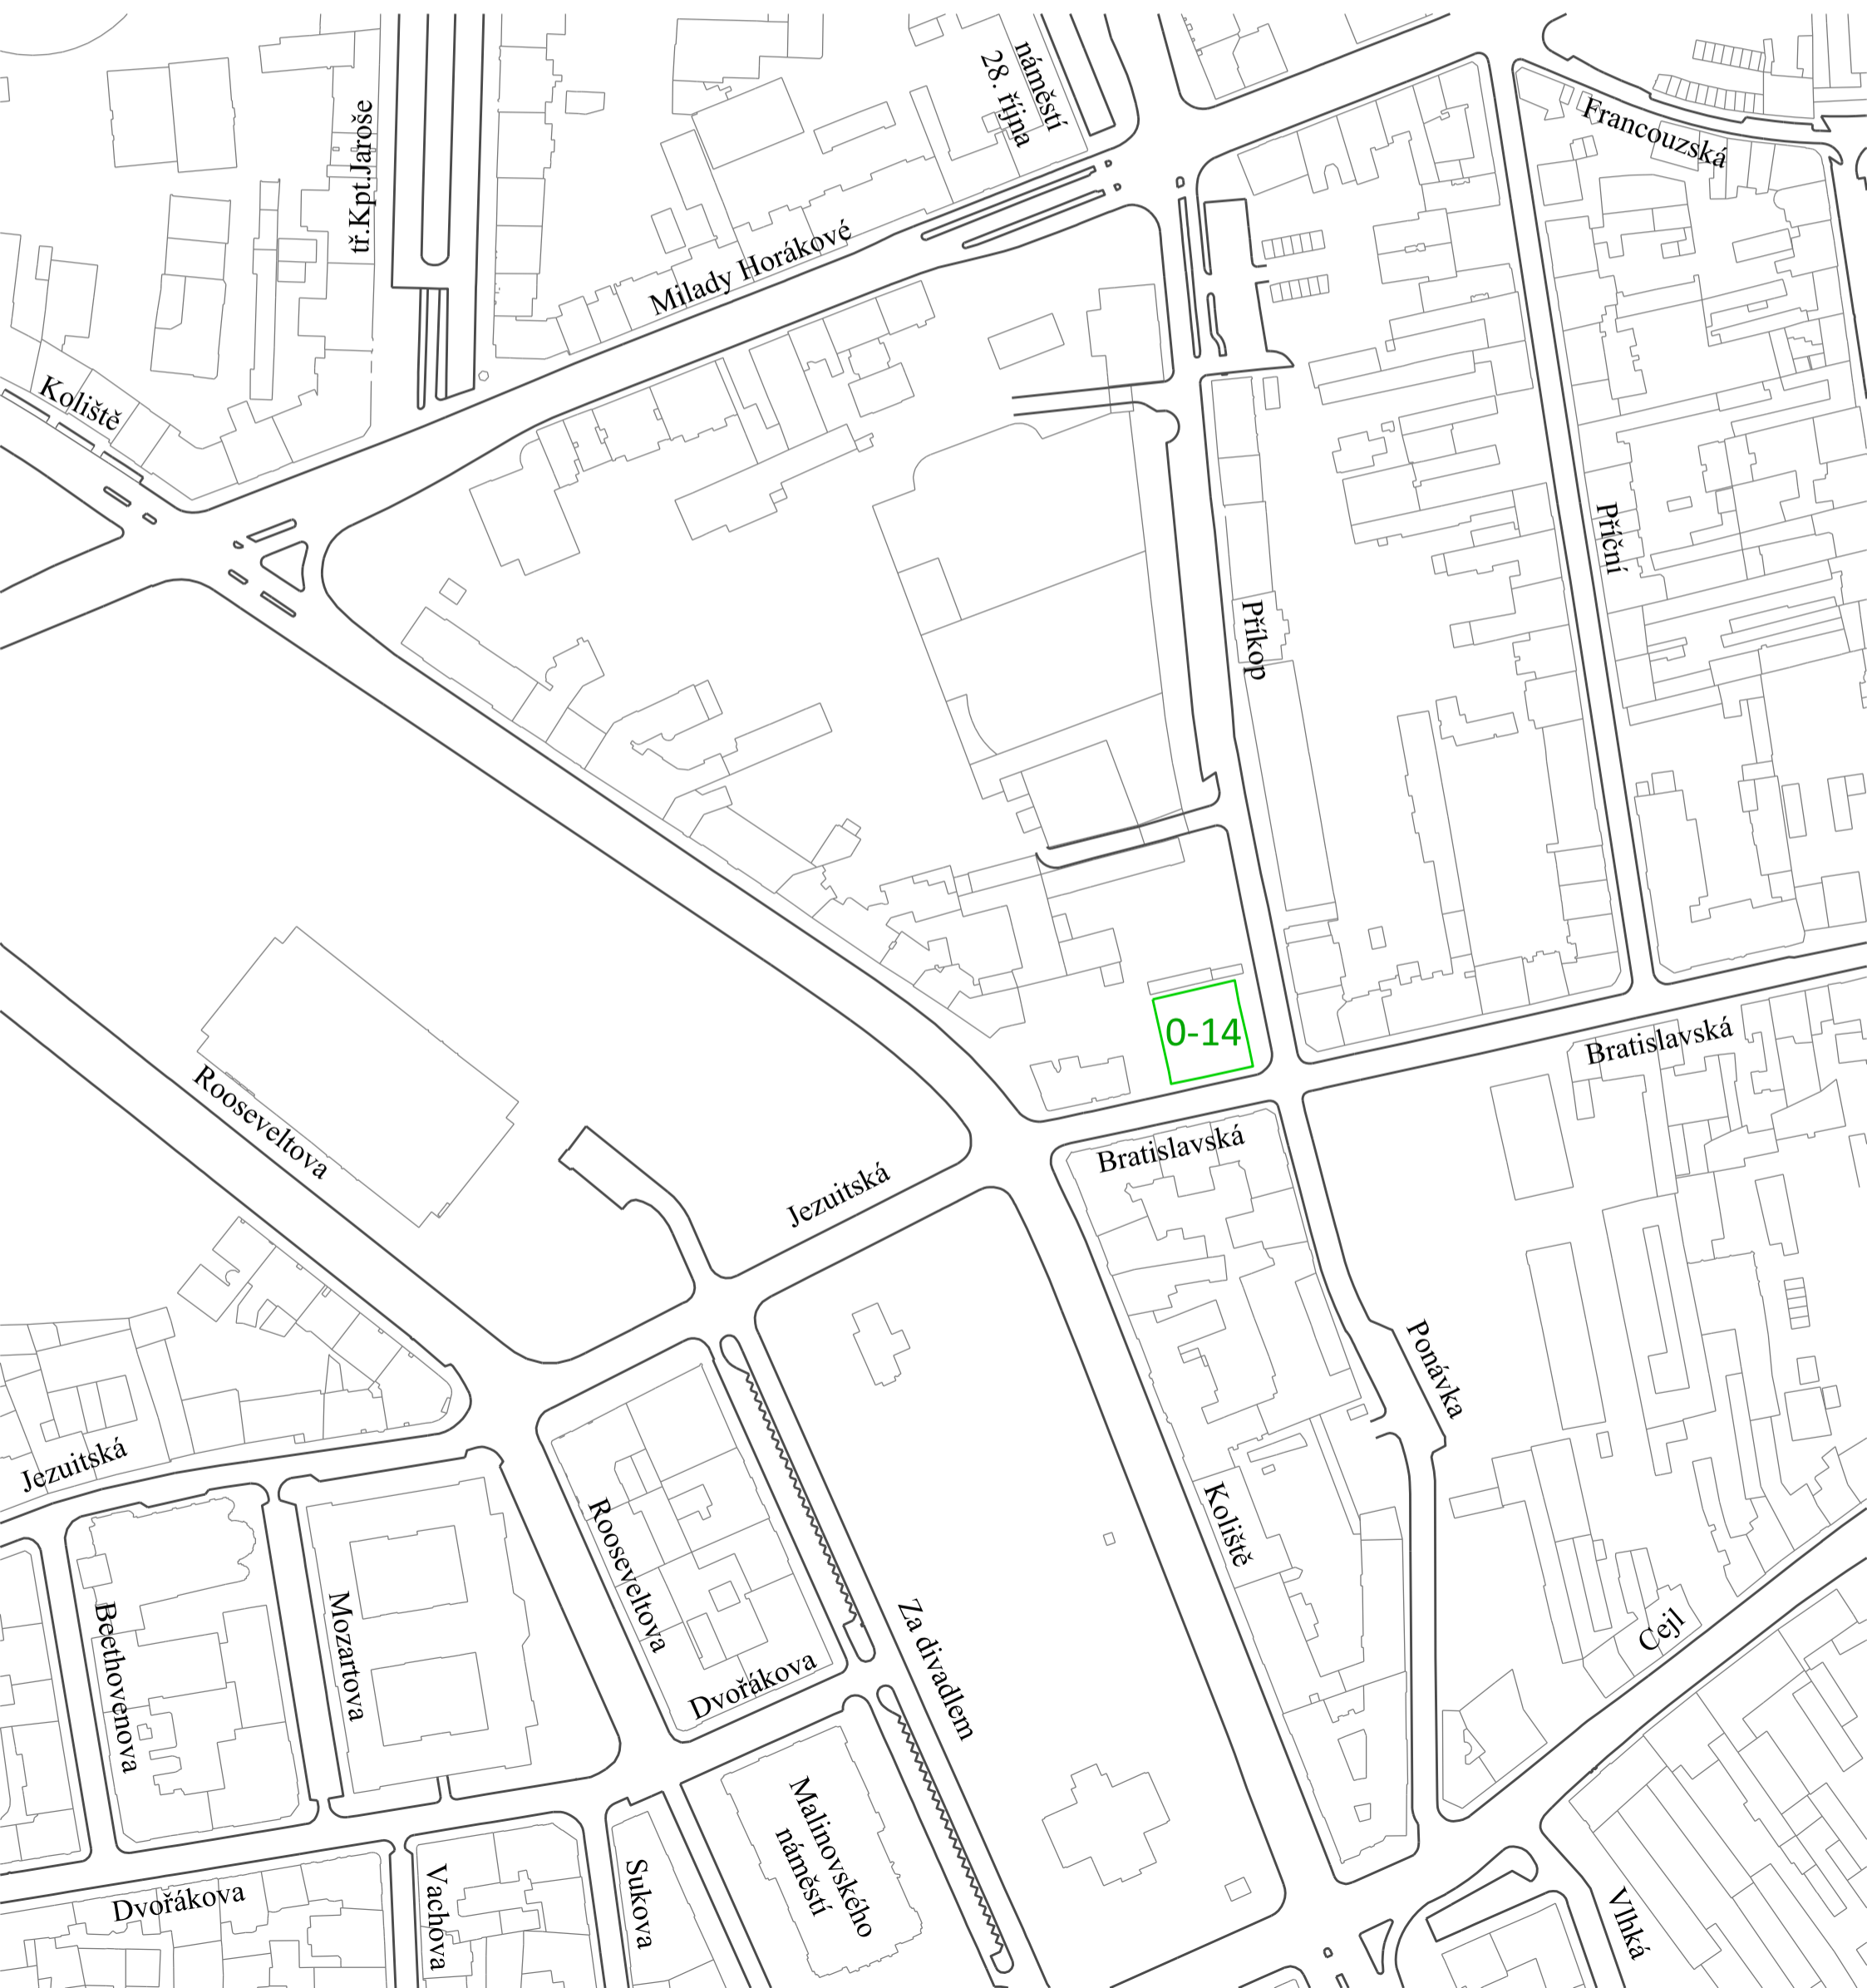 náměstí
28. října
tř.Kpt.Jaroše
Francouzská
Milady Horákové
Koliště
Příční
Příkop
0-14
Bratislavská
Rooseveltova
Bratislavská
Jezuitská
Ponávka
Jezuitská
Koliště
Rooseveltova
Mozartova
Beethovenova
Za divadlem
Cejl
Dvořákova
Malinovského
náměstí
Dvořákova
Vachova
Sukova
Vlhká